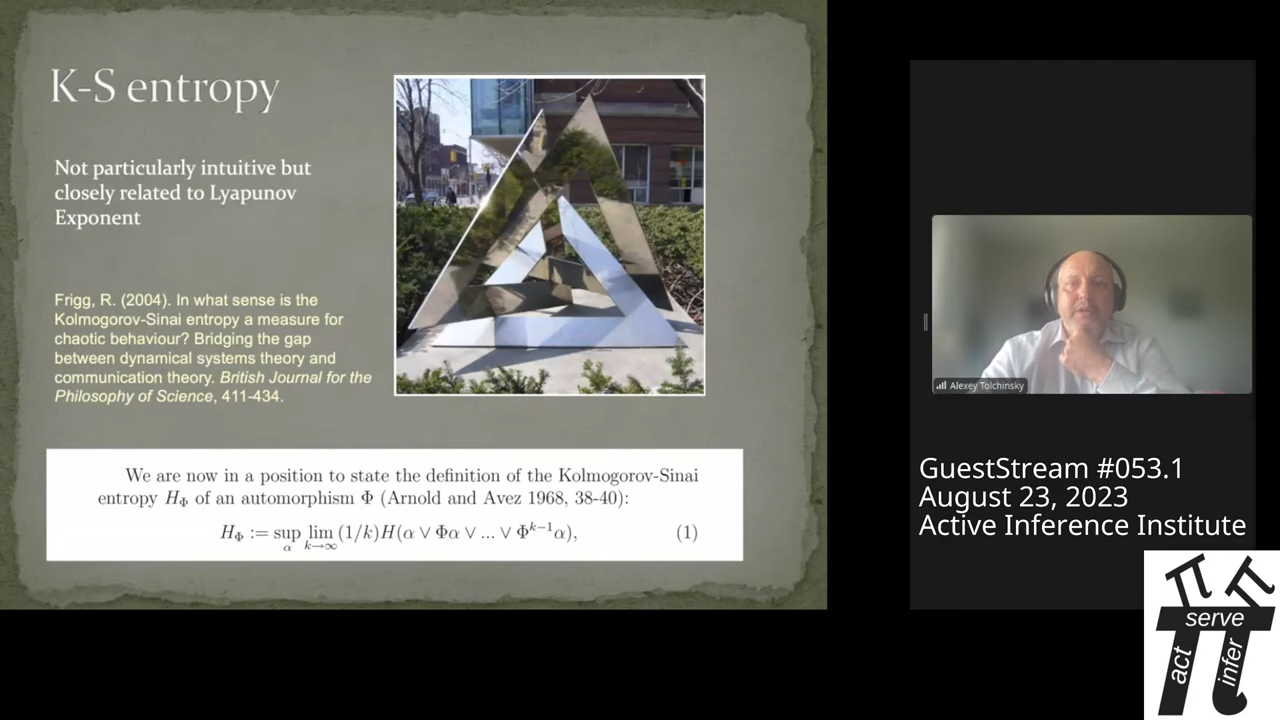 K-S entropy
Not particularly intuitive but
closely related to Lyapunov
Exponent
Frigg, R. (2004). In what sense is the
Kolmogorov-Sinai entropy a measure for
chaotic behaviour? Bridging the gap
between dynamical systems theory and
communication theory. British Journal for the
Philosophy of Science, 411-434.
We are now in a position to state the definition of the Kolmogorov-Sinai
entropy H_Φ of an automorphism Φ (Arnold and Avez 1968, 38-40):
H_Φ := sup_α lim_{k→∞} (1/k)H(α ∨ Φα ∨ ... ∨ Φ^{k−1}α), (1)
Alexey Tolchinsky
GuestStream #053.1
August 23, 2023
Active Inference Institute
serve
act
infer